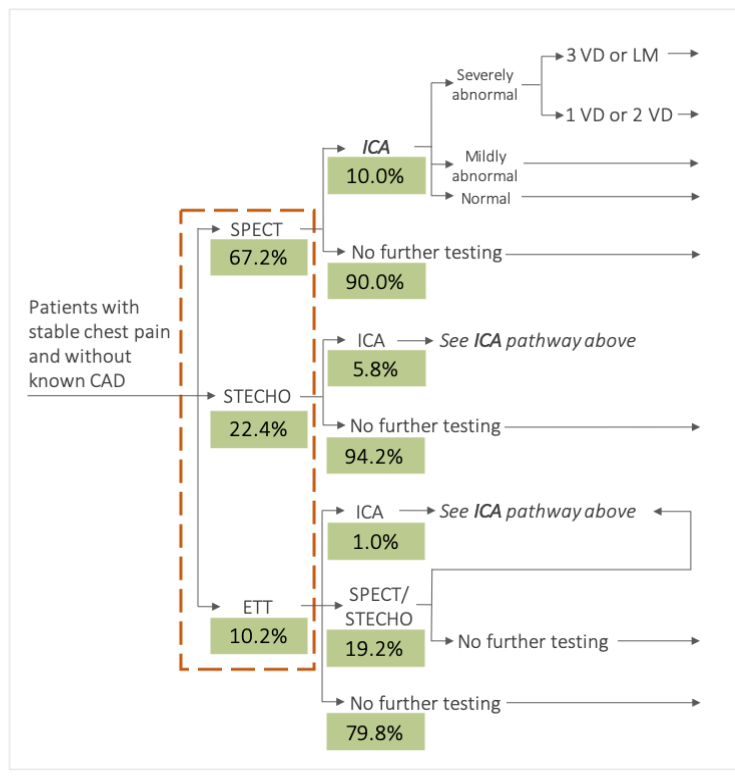 3 VD or LM
Severely
abnormal
1 VD or 2 VD
ICA
Mildly
abnormal
10.0%
Normal
SPECT
67.2%
No further testing
90.0%
Patients with
stable chest pain
and without
known CAD
ICA
See ICA pathway above
5.8%
STECHO
22.4%
No further testing
94.2%
ICA
See ICA pathway above
1.0%
ETT
10.2%
SPECT/
STECHO
19.2%
No further testing
No further testing
79.8%